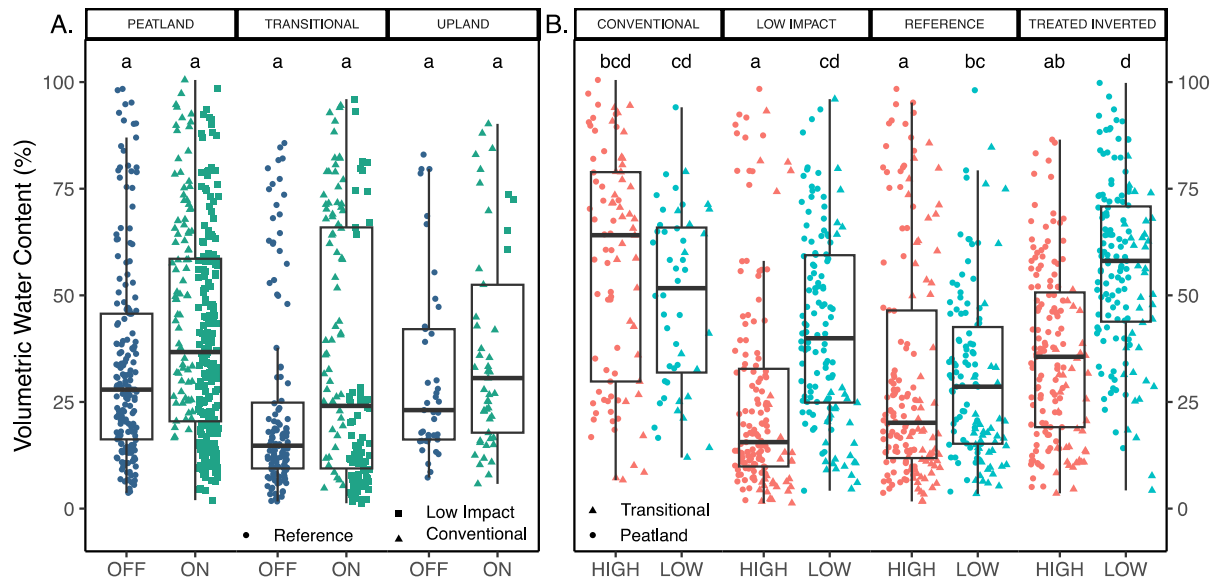 A.
PEATLAND TRANSITIONAL UPLAND
B.
CONVENTIONAL LOW IMPACT REFERENCE TREATED INVERTED
a a a a a a
bcd cd a cd a bc ab d
Volumetric Water Content (%)
100
75
50
25
0
100
75
50
25
0
Reference
Low Impact
Conventional
Transitional
Peatland
OFF ON OFF ON OFF ON
HIGH LOW HIGH LOW HIGH LOW HIGH LOW